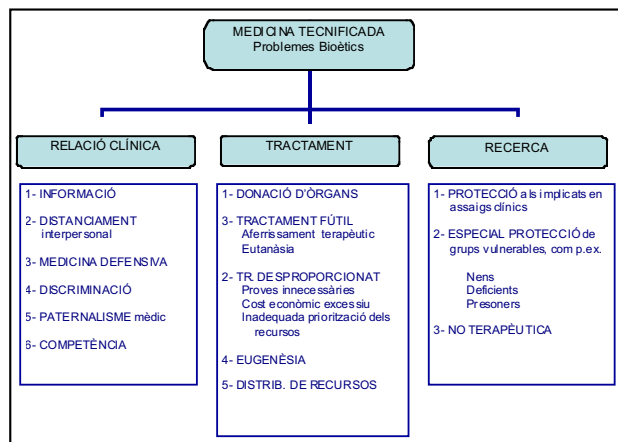 MEDICINA TECNIFICADA
Problemes Bioètics
RELACIÓ CLÍNICA
1- INFORMACIÓ
2- DISTANCIAMENT
interpersonal
3- MEDICINA DEFENSIVA
4- DISCRIMINACIÓ
5- PATERNALISME mèdic
6- COMPETÈNCIA
TRACTAMENT
1- DONACIÓ D'ÒRGANS
3- TRACTAMENT FÚTIL
Aferrissament terapèutic
Eutanàsia
2- TR. DESPROPORCIONAT
Proves innecessàries
Cost econòmic excessiu
Inadequada priorització dels
recursos
4- EUGENÈSIA
5- DISTRIB. DE RECURSOS
RECERCA
1- PROTECCIÓ als implicats en
assaigs clínics
2- ESPECIAL PROTECCIÓ de
grups vulnerables, com p.ex.
Nens
Deficients
Presoners
3- NO TERAPÈUTICA